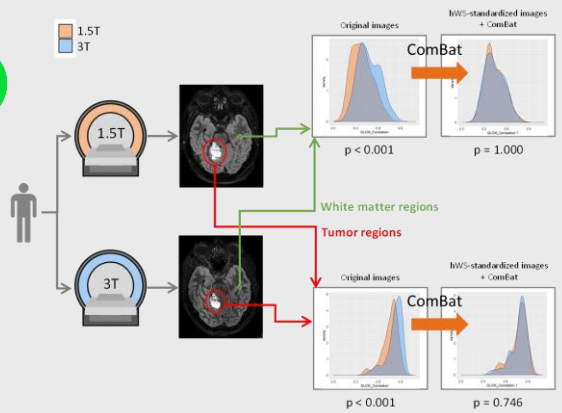 1.5T
3T
1.5T
3T
White matter regions
Tumor regions
Original images
hWS-standardized images
+ ComBat
ComBat
p < 0.001
p = 1.000
Original images
hWS-standardized images
+ ComBat
ComBat
p < 0.001
p = 0.746